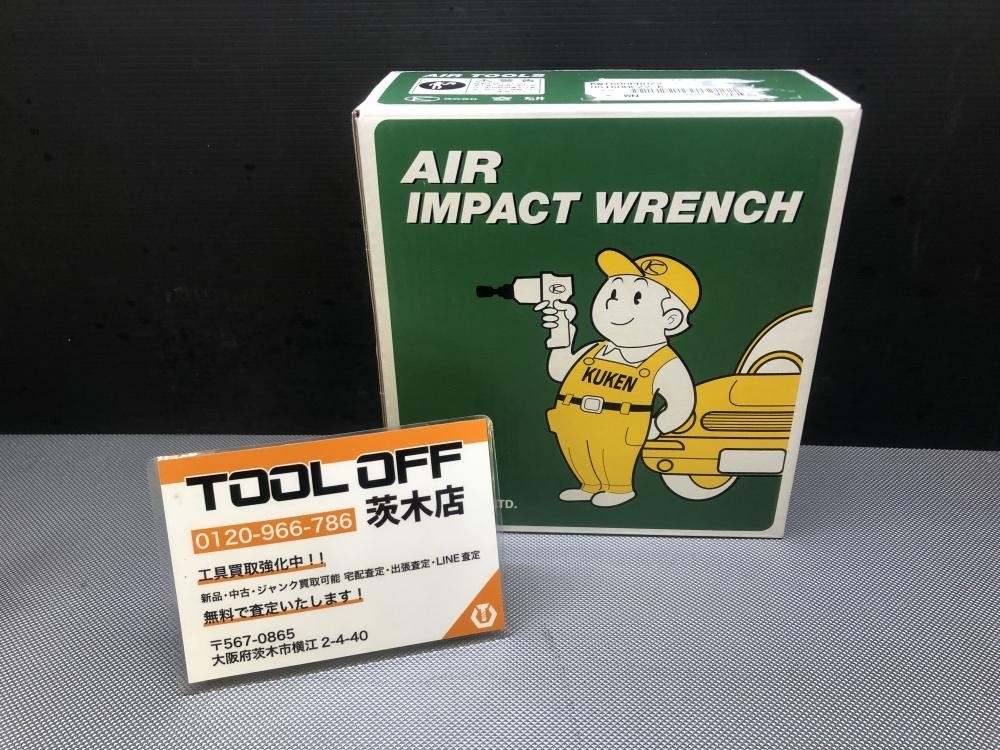 AIR TOOLS
AIR
IMPACT WRENCH
K
K
KUKEN
TD.
TOOL OFF
0120-966-786 茨木店
工具買取強化中!!
新品・中古・ジャンク買取可能 宅配査定・出張査定・LINE査定
無料で査定いたします!
〒567-0865
大阪府茨木市横江 2-4-40